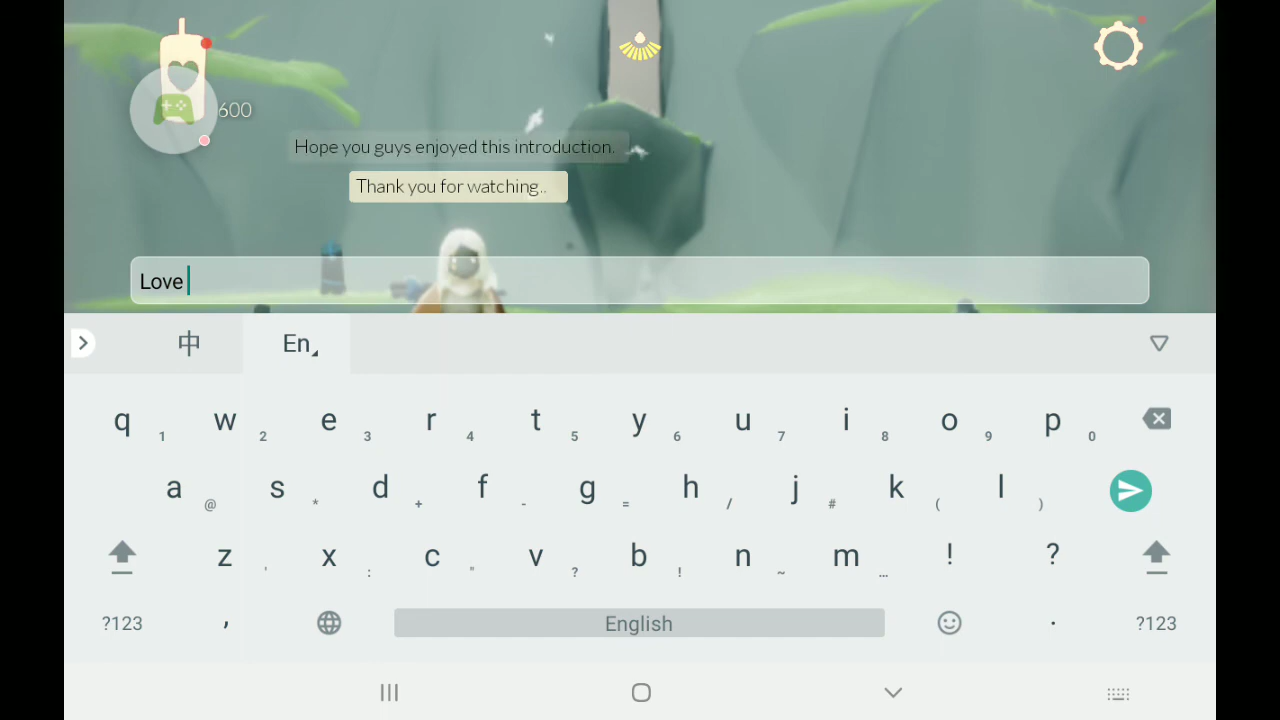 600
Hope you guys enjoyed this introduction.
Thank you for watching..
Love
中 En
q 1 w 2 e 3 r 4 t 5 y 6 u 7 i 8 o 9 p 0
a @ s * d + f - g = h / j # k ( l )
z ' x : c " v ? b ! n ~ m ... ! ?
?123 , English . ?123